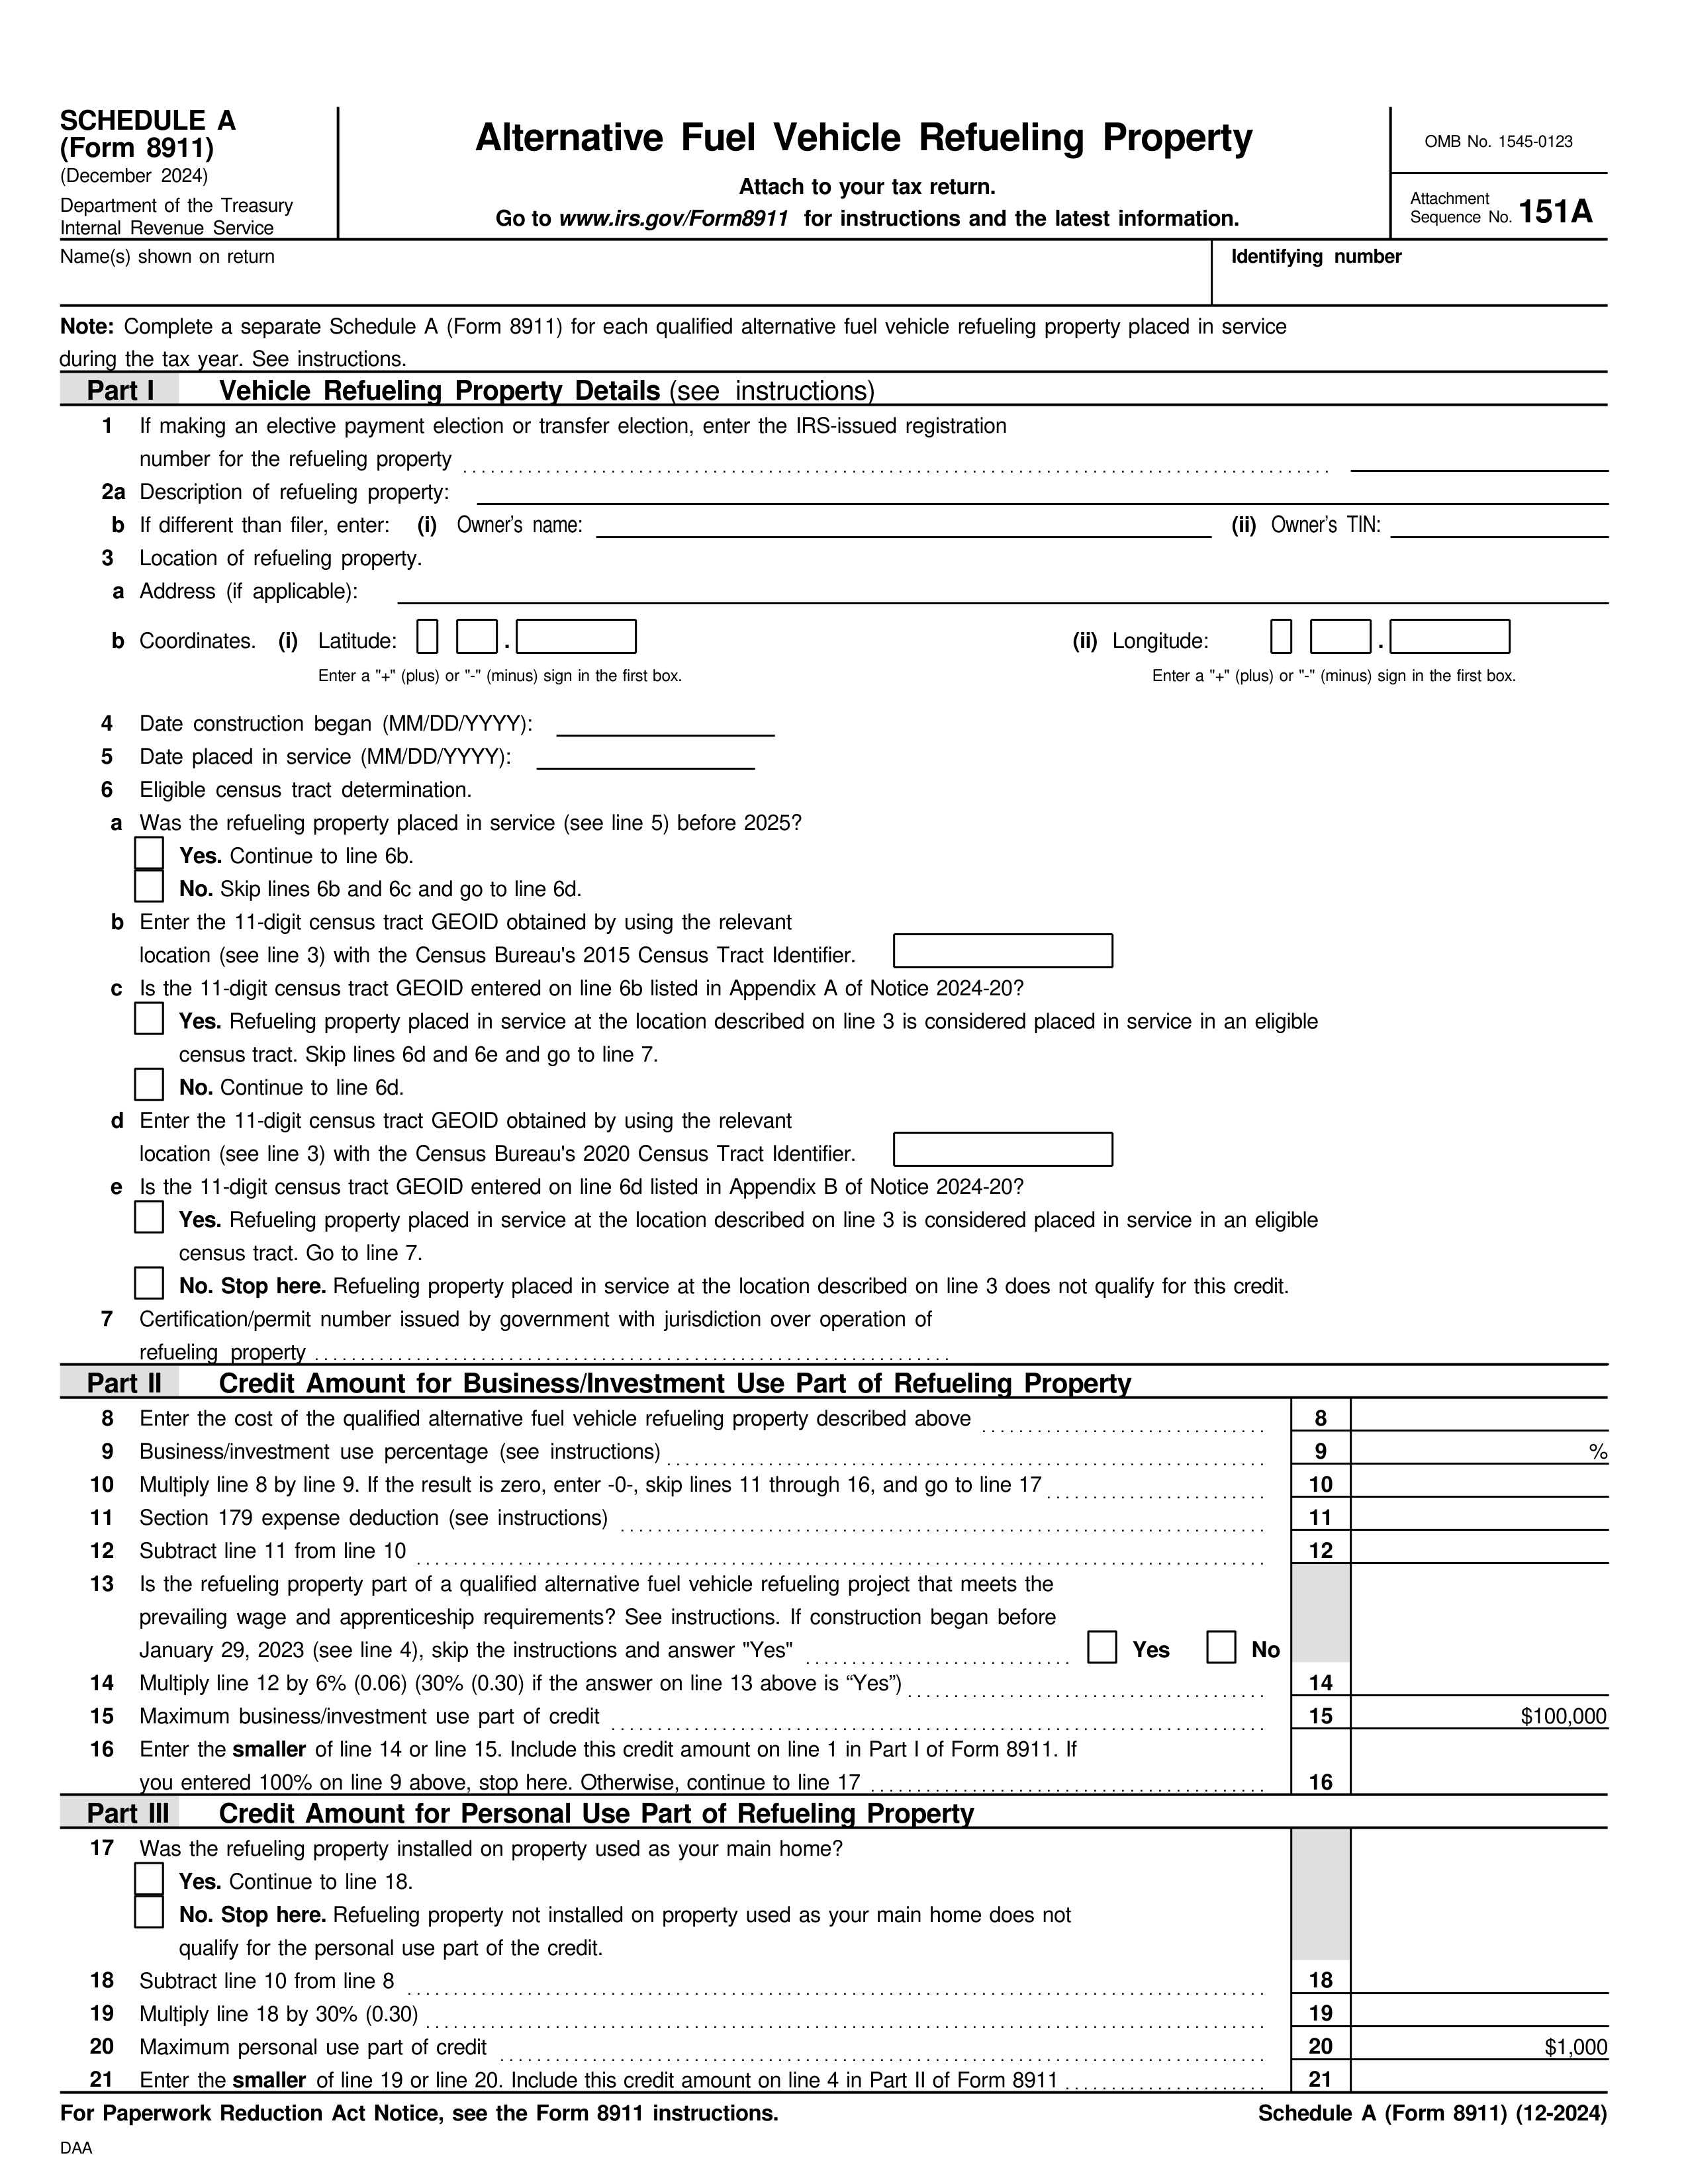 SCHEDULE A
(Form 8911)
(December 2024)
Department of the Treasury
Internal Revenue Service
Alternative Fuel Vehicle Refueling Property
Attach to your tax return.
Go to www.irs.gov/Form8911 for instructions and the latest information.
OMB No. 1545-0123
Attachment
Sequence No. 151A
Name(s) shown on return
Identifying number
Note: Complete a separate Schedule A (Form 8911) for each qualified alternative fuel vehicle refueling property placed in service
during the tax year. See instructions.
Part I Vehicle Refueling Property Details (see instructions)
1 If making an elective payment election or transfer election, enter the IRS-issued registration
number for the refueling property
2a Description of refueling property:
b If different than filer, enter: (i) Owner's name: (ii) Owner's TIN:
3 Location of refueling property.
a Address (if applicable):
b Coordinates. (i) Latitude: . (ii) Longitude: .
Enter a "+" (plus) or "-" (minus) sign in the first box. Enter a "+" (plus) or "-" (minus) sign in the first box.
4 Date construction began (MM/DD/YYYY):
5 Date placed in service (MM/DD/YYYY):
6 Eligible census tract determination.
a Was the refueling property placed in service (see line 5) before 2025?
Yes. Continue to line 6b.
No. Skip lines 6b and 6c and go to line 6d.
b Enter the 11-digit census tract GEOID obtained by using the relevant
location (see line 3) with the Census Bureau's 2015 Census Tract Identifier.
c Is the 11-digit census tract GEOID entered on line 6b listed in Appendix A of Notice 2024-20?
Yes. Refueling property placed in service at the location described on line 3 is considered placed in service in an eligible
census tract. Skip lines 6d and 6e and go to line 7.
No. Continue to line 6d.
d Enter the 11-digit census tract GEOID obtained by using the relevant
location (see line 3) with the Census Bureau's 2020 Census Tract Identifier.
e Is the 11-digit census tract GEOID entered on line 6d listed in Appendix B of Notice 2024-20?
Yes. Refueling property placed in service at the location described on line 3 is considered placed in service in an eligible
census tract. Go to line 7.
No. Stop here. Refueling property placed in service at the location described on line 3 does not qualify for this credit.
7 Certification/permit number issued by government with jurisdiction over operation of
refueling property
Part II Credit Amount for Business/Investment Use Part of Refueling Property
8 Enter the cost of the qualified alternative fuel vehicle refueling property described above 8
9 Business/investment use percentage (see instructions) 9 %
10 Multiply line 8 by line 9. If the result is zero, enter -0-, skip lines 11 through 16, and go to line 17 10
11 Section 179 expense deduction (see instructions) 11
12 Subtract line 11 from line 10 12
13 Is the refueling property part of a qualified alternative fuel vehicle refueling project that meets the
prevailing wage and apprenticeship requirements? See instructions. If construction began before
January 29, 2023 (see line 4), skip the instructions and answer "Yes" Yes No
14 Multiply line 12 by 6% (0.06) (30% (0.30) if the answer on line 13 above is “Yes”) 14
15 Maximum business/investment use part of credit 15 $100,000
16 Enter the smaller of line 14 or line 15. Include this credit amount on line 1 in Part I of Form 8911. If
you entered 100% on line 9 above, stop here. Otherwise, continue to line 17 16
Part III Credit Amount for Personal Use Part of Refueling Property
17 Was the refueling property installed on property used as your main home?
Yes. Continue to line 18.
No. Stop here. Refueling property not installed on property used as your main home does not
qualify for the personal use part of the credit.
18 Subtract line 10 from line 8 18
19 Multiply line 18 by 30% (0.30) 19
20 Maximum personal use part of credit 20 $1,000
21 Enter the smaller of line 19 or line 20. Include this credit amount on line 4 in Part II of Form 8911 21
For Paperwork Reduction Act Notice, see the Form 8911 instructions. Schedule A (Form 8911) (12-2024)
DAA